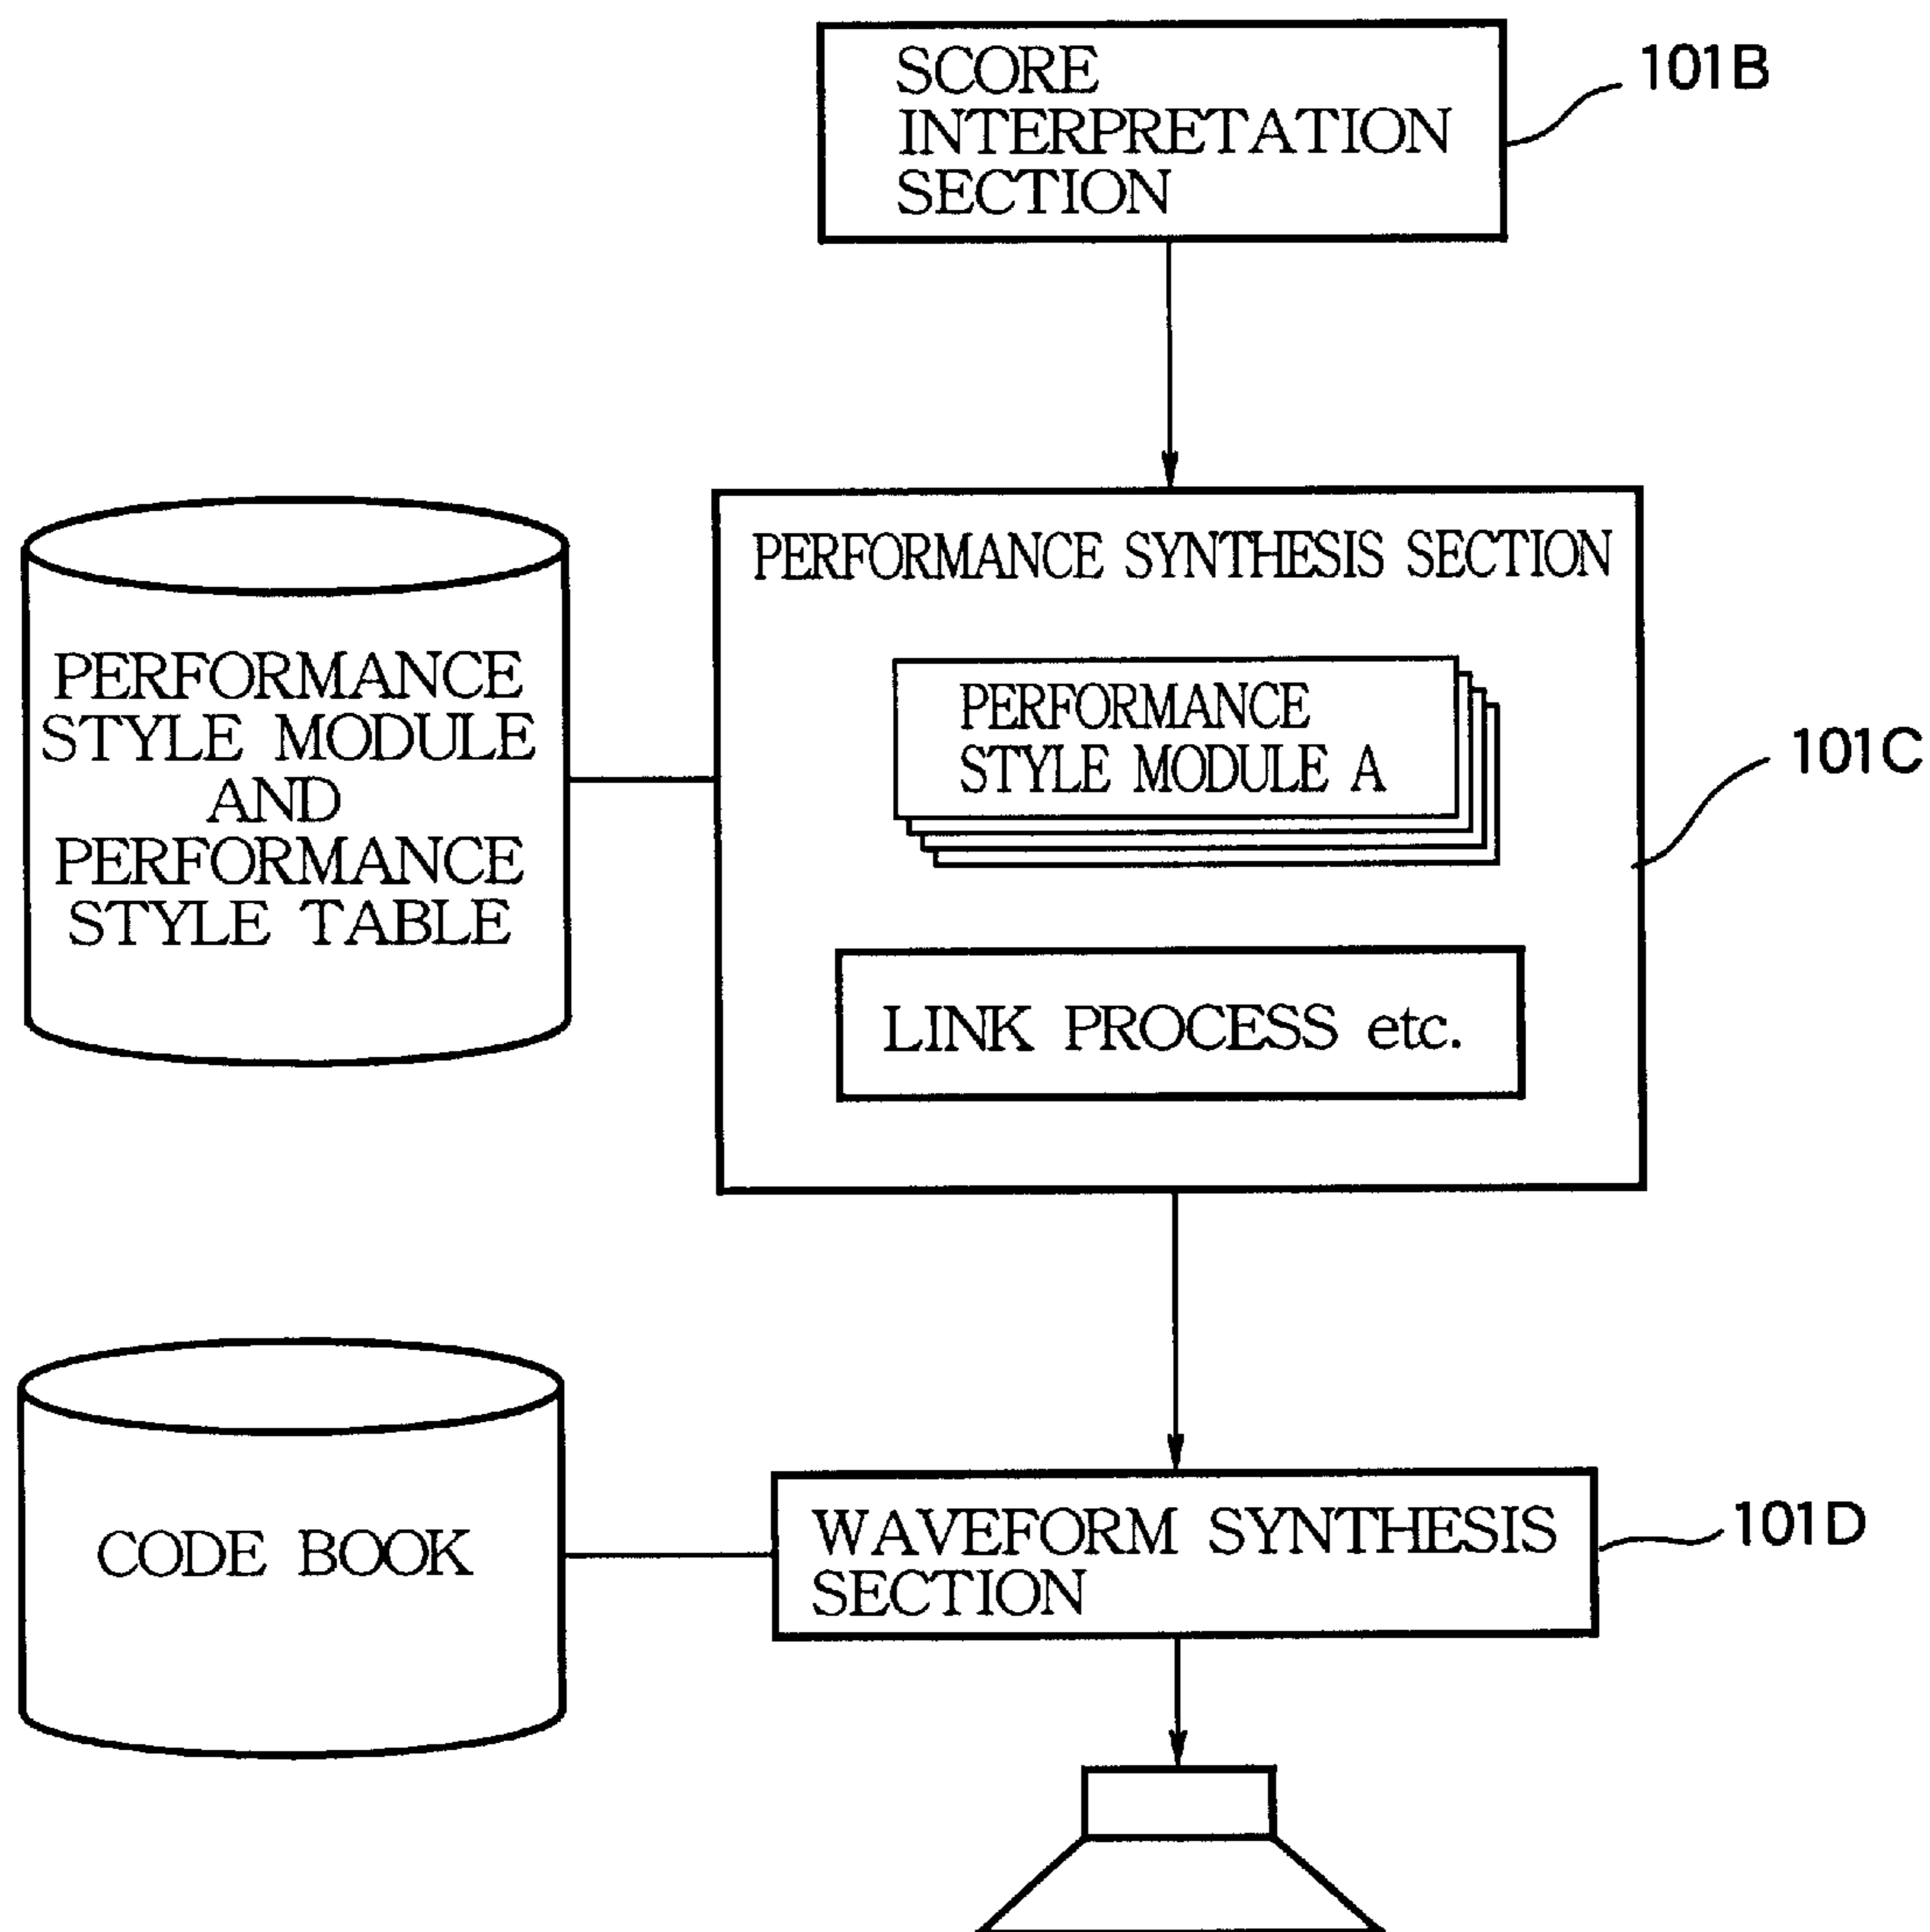 SCORE
INTERPRETATION
SECTION
101B
PERFORMANCE SYNTHESIS SECTION
PERFORMANCE
STYLE MODULE A
LINK PROCESS etc.
101C
PERFORMANCE
STYLE MODULE
AND
PERFORMANCE
STYLE TABLE
CODE BOOK
WAVEFORM SYNTHESIS
SECTION
101D